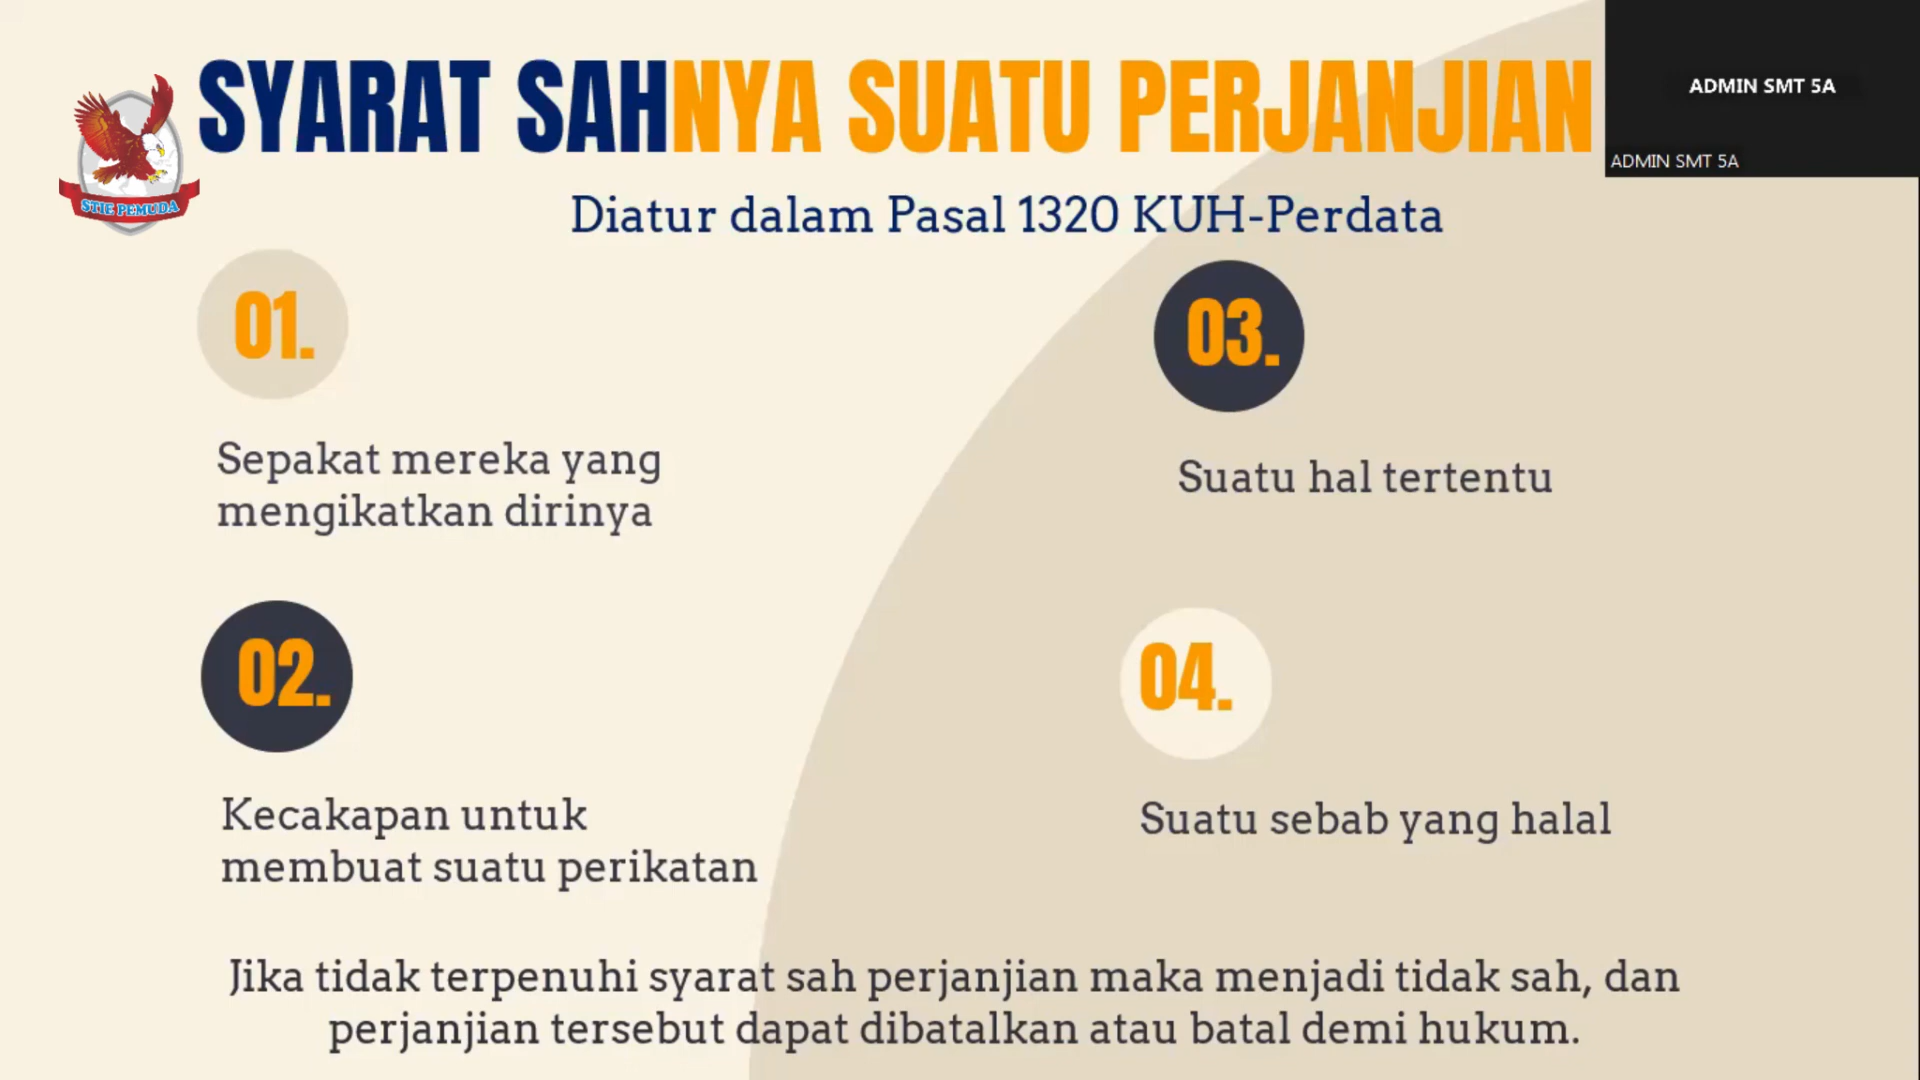 SYARAT SAHNYA SUATU PERJANJIAN
STIE PEMUDA
Diatur dalam Pasal 1320 KUH-Perdata
ADMIN SMT 5A
ADMIN SMT 5A
01.
Sepakat mereka yang
mengikatkan dirinya
02.
Kecakapan untuk
membuat suatu perikatan
03.
Suatu hal tertentu
04.
Suatu sebab yang halal
Jika tidak terpenuhi syarat sah perjanjian maka menjadi tidak sah, dan
perjanjian tersebut dapat dibatalkan atau batal demi hukum.